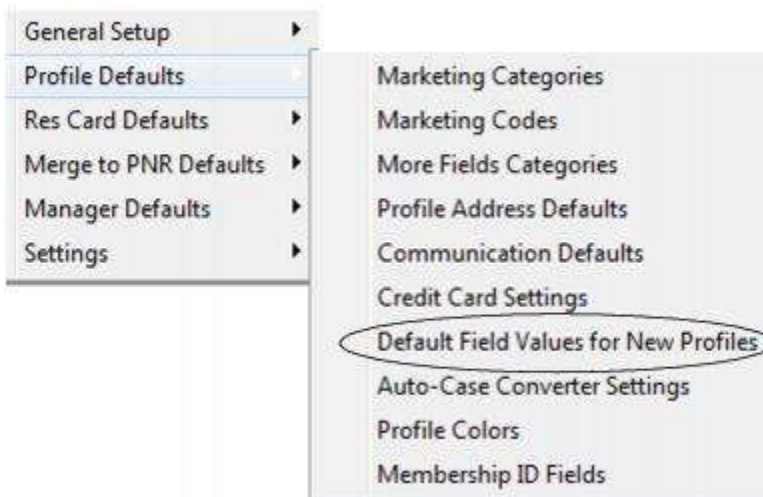 General Setup
Profile Defaults
Res Card Defaults
Merge to PNR Defaults
Manager Defaults
Settings
Marketing Categories
Marketing Codes
More Fields Categories
Profile Address Defaults
Communication Defaults
Credit Card Settings
Default Field Values for New Profiles
Auto-Case Converter Settings
Profile Colors
Membership ID Fields